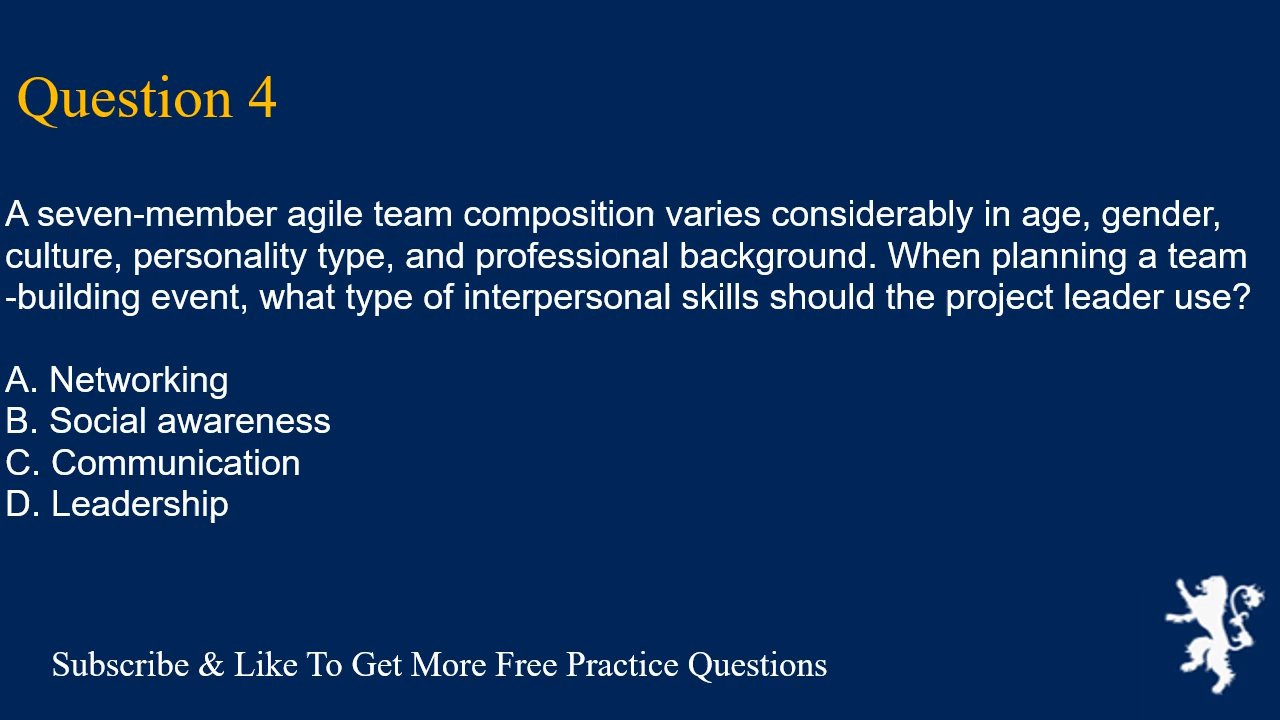 Question 4
A seven-member agile team composition varies considerably in age, gender,
culture, personality type, and professional background. When planning a team
-building event, what type of interpersonal skills should the project leader use?
A. Networking
B. Social awareness
C. Communication
D. Leadership
Subscribe & Like To Get More Free Practice Questions